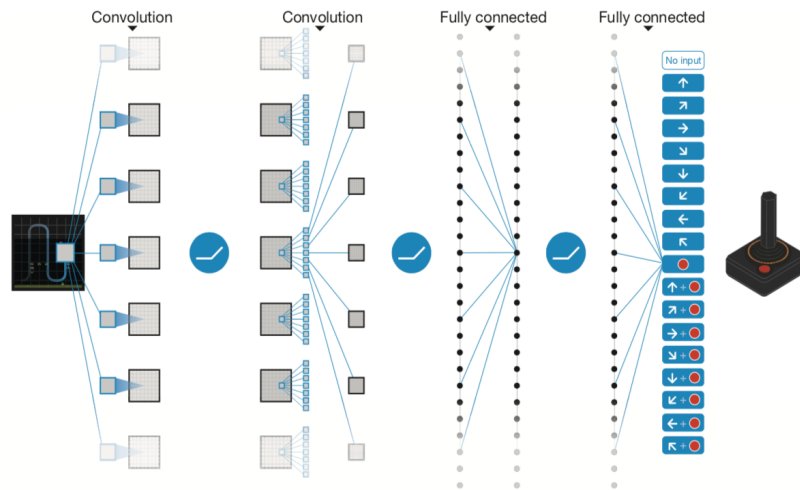 Convolution
Convolution
Fully connected
Fully connected
No input
+
+
+
+
+
+
+
+